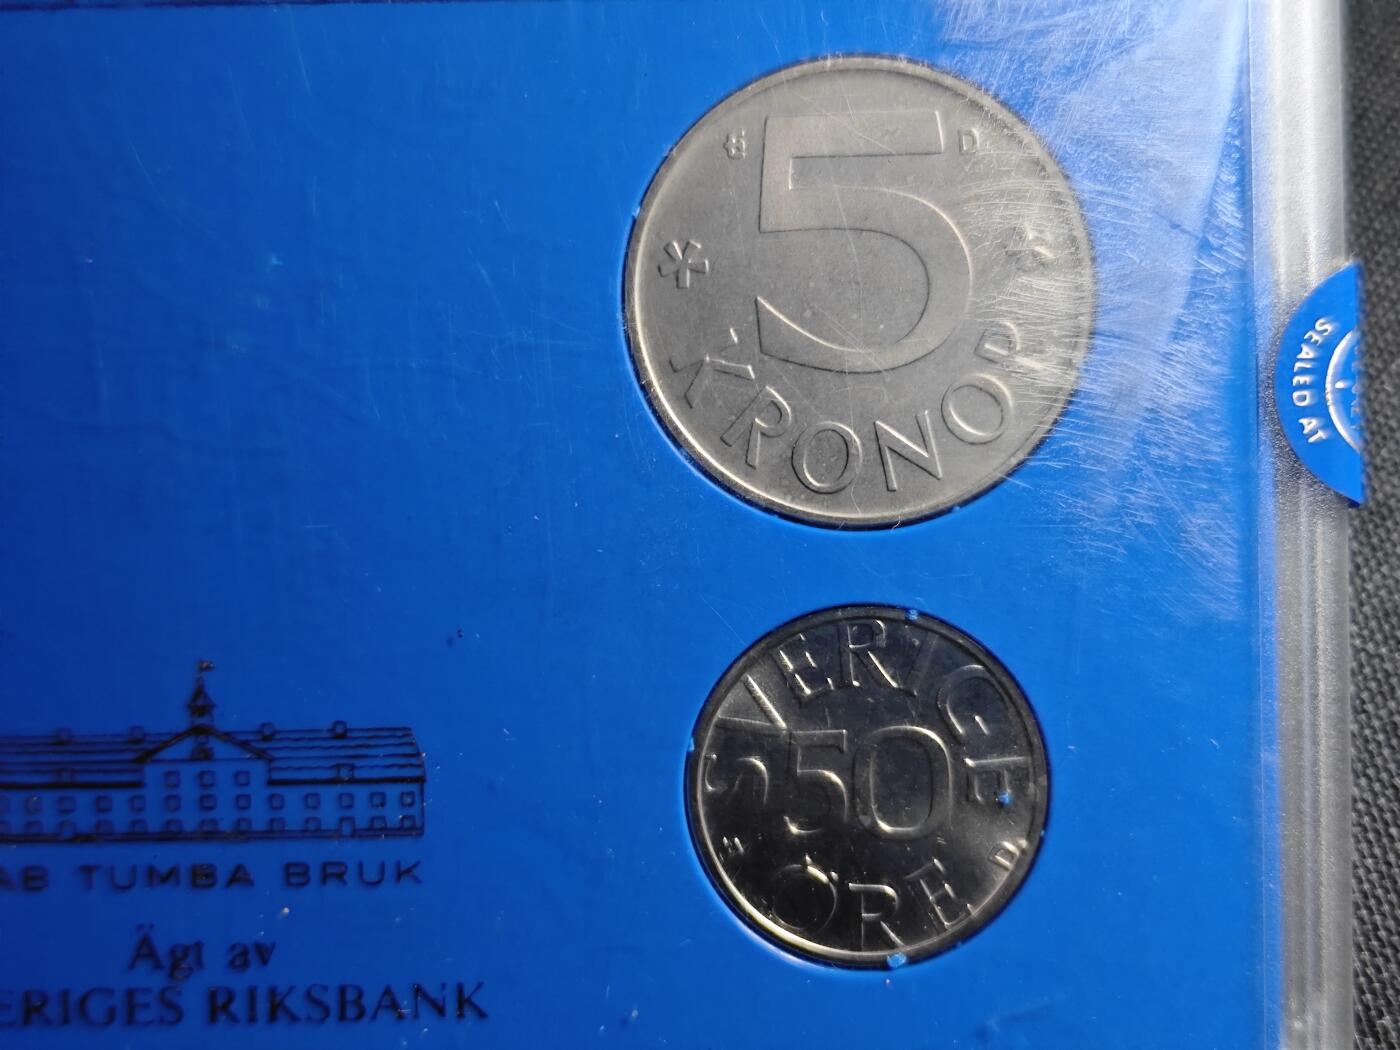 5
D
KRONOR
SEALED AT
SVERIGE
50
D
ÖRE
AB TUMBA BRUK
Ägt av
ERIGES RIKSBANK